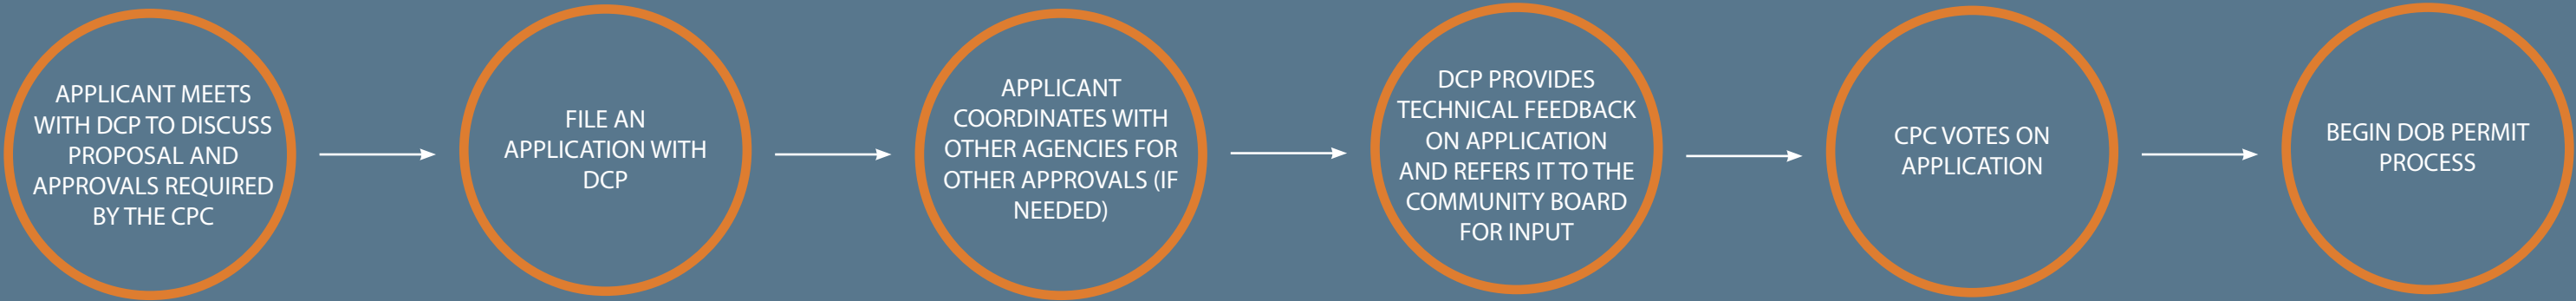 APPLICANT MEETS
WITH DCP TO DISCUSS
PROPOSAL AND
APPROVALS REQUIRED
BY THE CPC
FILE AN
APPLICATION WITH
DCP
APPLICANT
COORDINATES WITH
OTHER AGENCIES FOR
OTHER APPROVALS (IF
NEEDED)
DCP PROVIDES
TECHNICAL FEEDBACK
ON APPLICATION
AND REFERS IT TO THE
COMMUNITY BOARD
FOR INPUT
CPC VOTES ON
APPLICATION
BEGIN DOB PERMIT
PROCESS